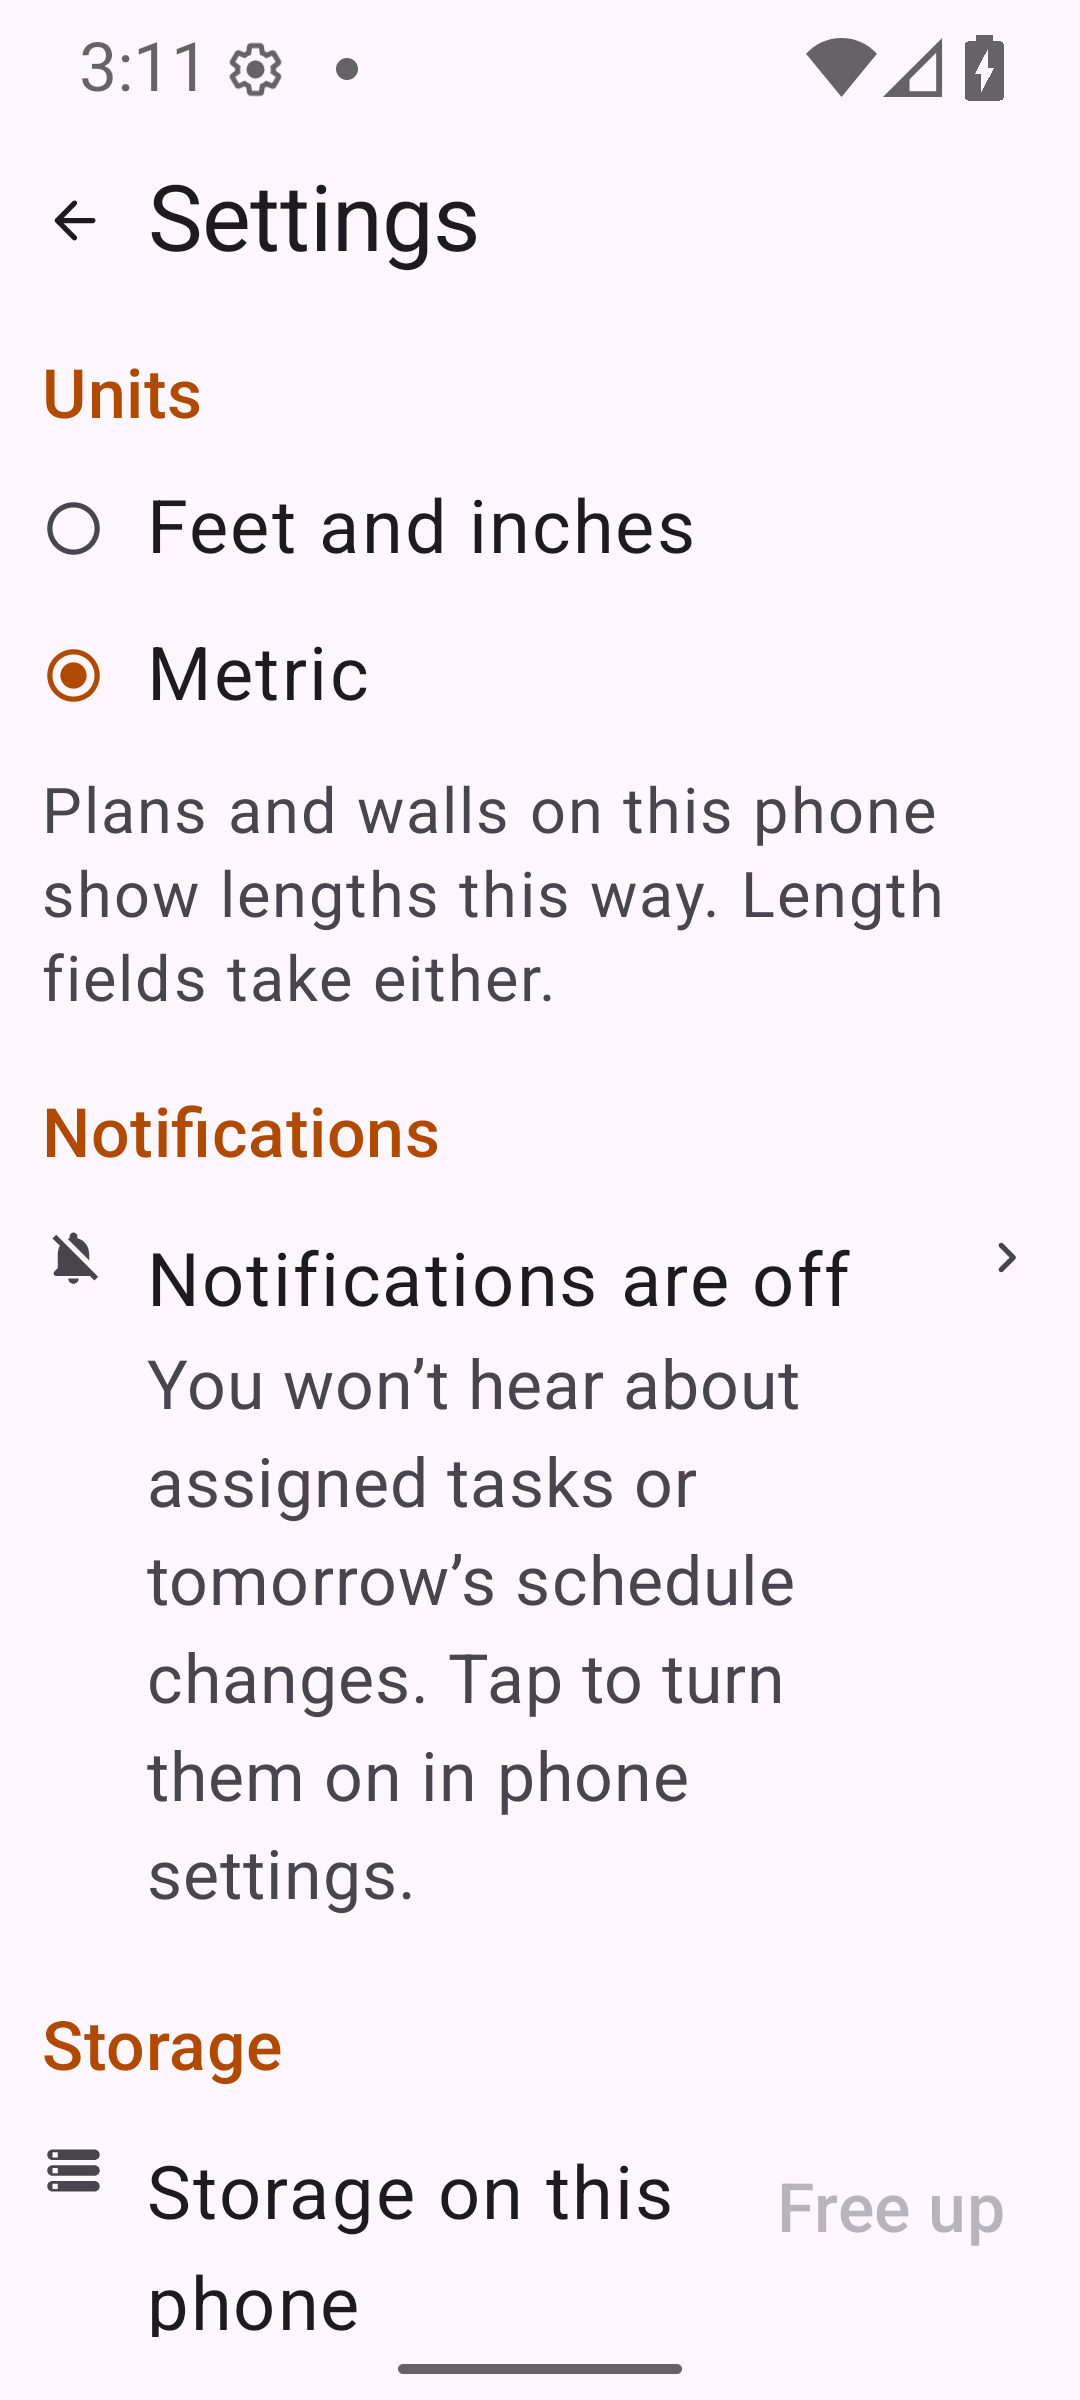 3:11
Settings
Units
Feet and inches
Metric
Plans and walls on this phone
show lengths this way. Length
fields take either.
Notifications
Notifications are off
You won’t hear about
assigned tasks or
tomorrow’s schedule
changes. Tap to turn
them on in phone
settings.
Storage
Storage on this
phone
Free up